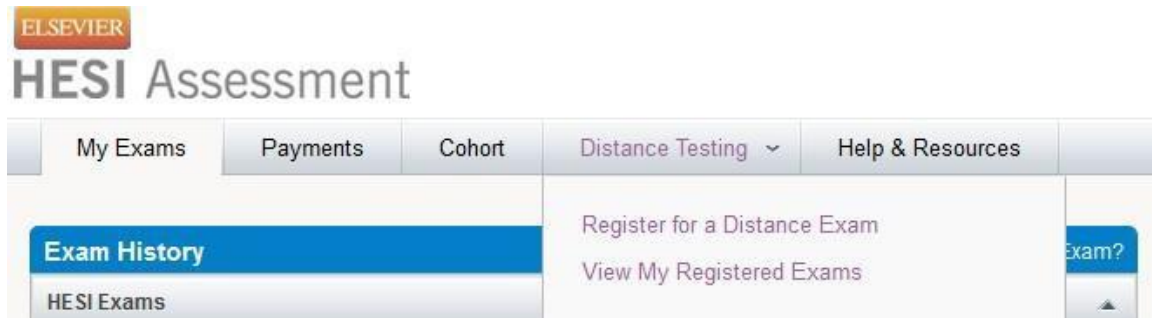 ELSEVIER
HESI Assessment
My Exams Payments Cohort Distance Testing Help & Resources
Register for a Distance Exam
Exam History Exam?
View My Registered Exams
HESI Exams